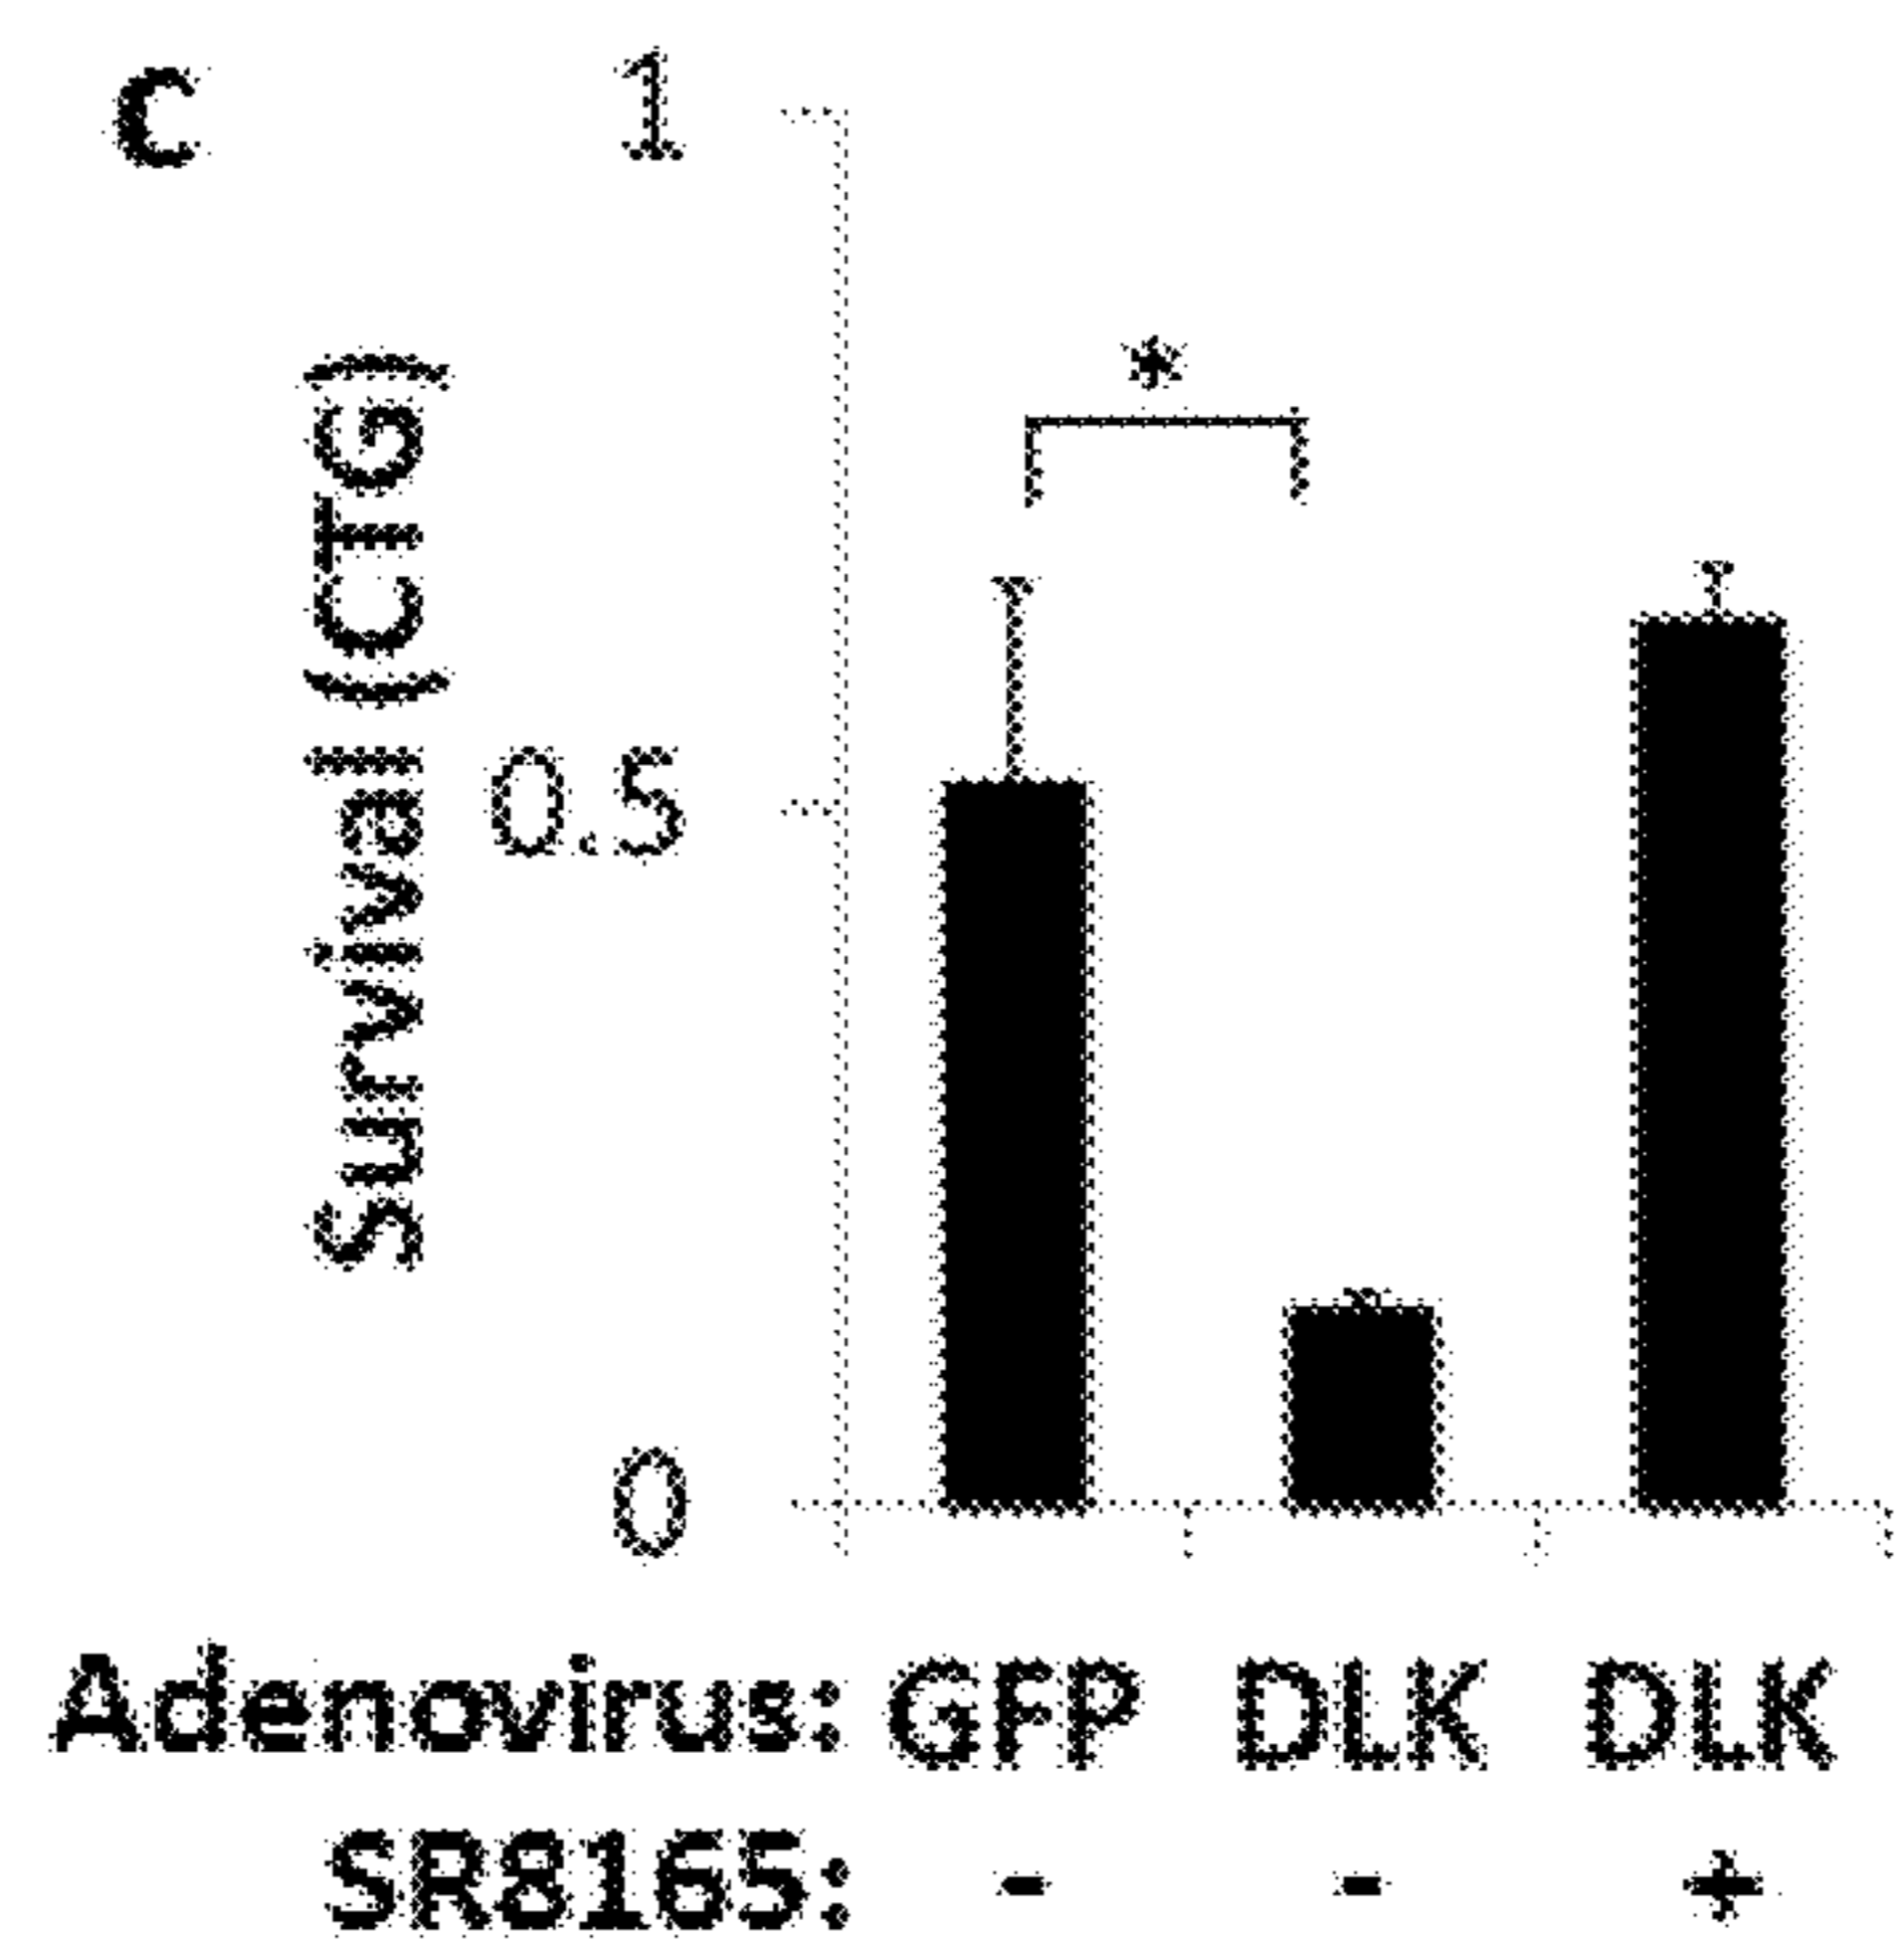 C
1
*
Survival (CTG)
0.5
0
Adenovirus: GFP DLK DLK
SR8165: - - +